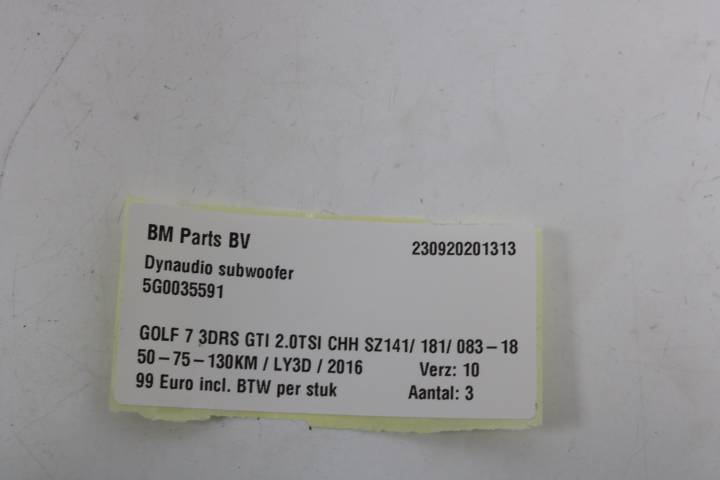 BM Parts BV 230920201313
Dynaudio subwoofer
5G0035591
GOLF 7 3DRS GTI 2.0TSI CHH SZ141/ 181/ 083-18
50-75-130KM / LY3D / 2016 Verz: 10
99 Euro incl. BTW per stuk Aantal: 3